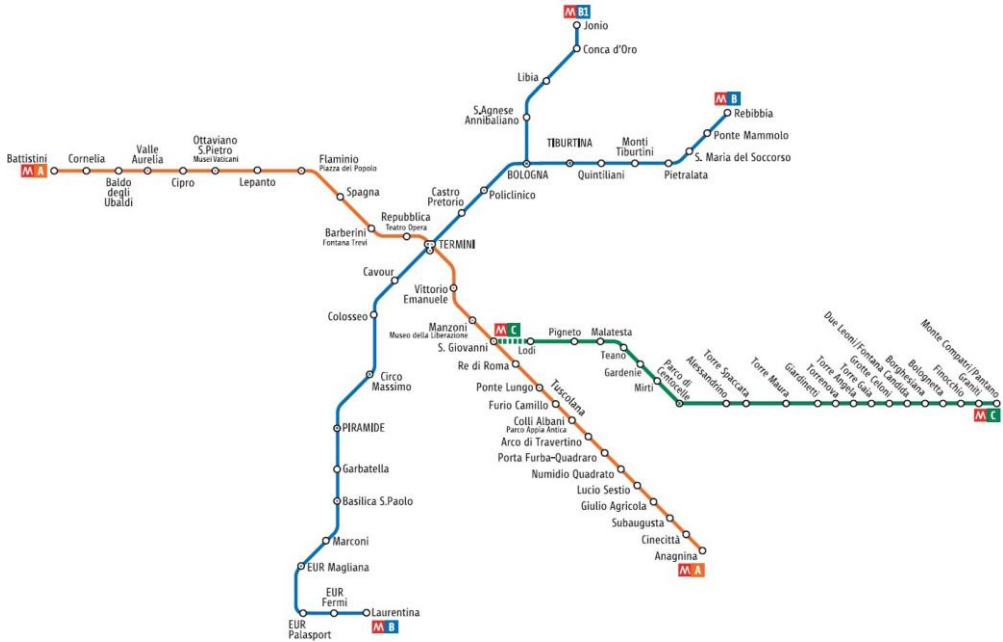 M B1
Jonio
Conca d'Oro
Libia
S.Agnese
Annibaliano
M B
Rebibbia
Ponte Mammolo
S. Maria del Soccorso
TIBURTINA
Monti
Tiburtini
BOLOGNA
Quintiliani
Pietralata
Battistini
M A
Cornelia
Baldo
degli
Ubaldi
Valle
Aurelia
Cipro
Ottaviano
S.Pietro
Musei Vaticani
Lepanto
Flaminio
Piazza del Popolo
Spagna
Barberini
Fontana Trevi
Repubblica
Teatro Opera
Castro
Pretorio
Policlinico
TERMINI
Cavour
Colosseo
Circo
Massimo
PIRAMIDE
Garbatella
Basilica S.Paolo
Marconi
EUR Magliana
EUR
Palasport
EUR
Fermi
Laurentina
M B
Vittorio
Emanuele
Manzoni
Museo della Liberazione
S. Giovanni
M C
Lodi
Pigneto
Malatesta
Teano
Gardenie
Mirti
Parco di
Centocelle
Alessandrino
Torre Spaccata
Torre Maura
Giardinetti
Torrenova
Torre Angela
Torre Gaia
Grotte Celoni
Due Leoni/Fontana Candida
Borghesiana
Bolognetta
Finocchio
Graniti
Monte Compatri/Pantano
M C
Re di Roma
Ponte Lungo
Tuscolana
Furio Camillo
Colli Albani
Parco Appia Antica
Arco di Travertino
Porta Furba-Quadraro
Numidio Quadrato
Lucio Sestio
Giulio Agricola
Subaugusta
Cinecittà
Anagnina
M A